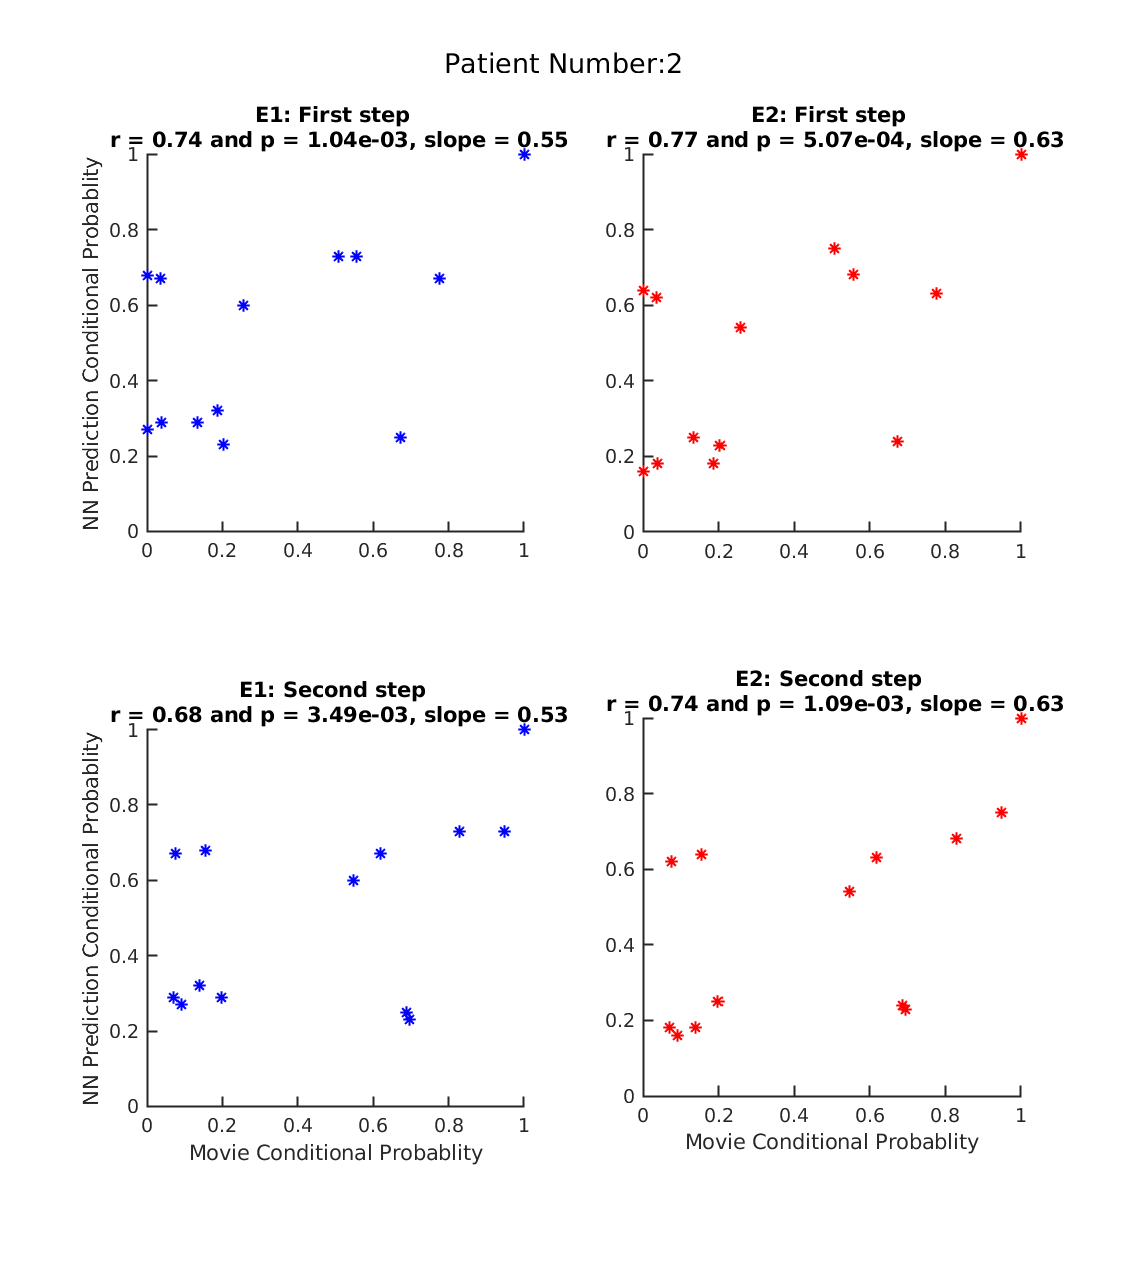 Patient Number:2
E1: First step
r = 0.74 and p = 1.04e-03, slope = 0.55
NN Prediction Conditional Probablity
1
0.8
0.6
0.4
0.2
0
0 0.2 0.4 0.6 0.8 1
E2: First step
r = 0.77 and p = 5.07e-04, slope = 0.63
1
0.8
0.6
0.4
0.2
0
0 0.2 0.4 0.6 0.8 1
E1: Second step
r = 0.68 and p = 3.49e-03, slope = 0.53
NN Prediction Conditional Probablity
1
0.8
0.6
0.4
0.2
0
0 0.2 0.4 0.6 0.8 1
Movie Conditional Probablity
E2: Second step
r = 0.74 and p = 1.09e-03, slope = 0.63
1
0.8
0.6
0.4
0.2
0
0 0.2 0.4 0.6 0.8 1
Movie Conditional Probablity